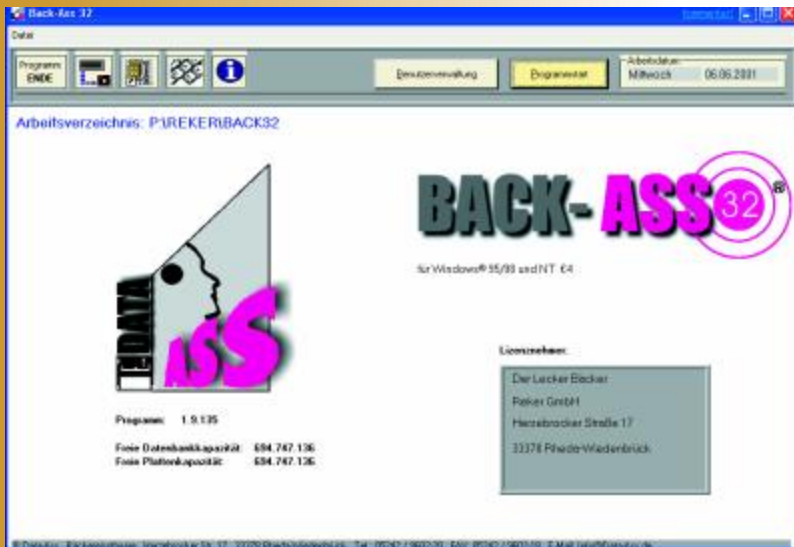 Back-Ass 32
Datei
Programm ENDE
Benutzerverwaltung
Programmstart
Arbeitsdatum:
Mittwoch 06.06.2001
Arbeitsverzeichnis: P:\REKER\BACK32
BACK-ASS 32®
für Windows® 95/98 und NT
DATA
ASS
Lizenznehmer:
Der Lecker Bäcker
Reker GmbH
Herzebrocker Straße 17
33378 Rheda-Wiedenbrück
Programm: 1.9.135
Freie Datenbankkapazität: 694.747.136
Freie Plattenkapazität: 694.747.136